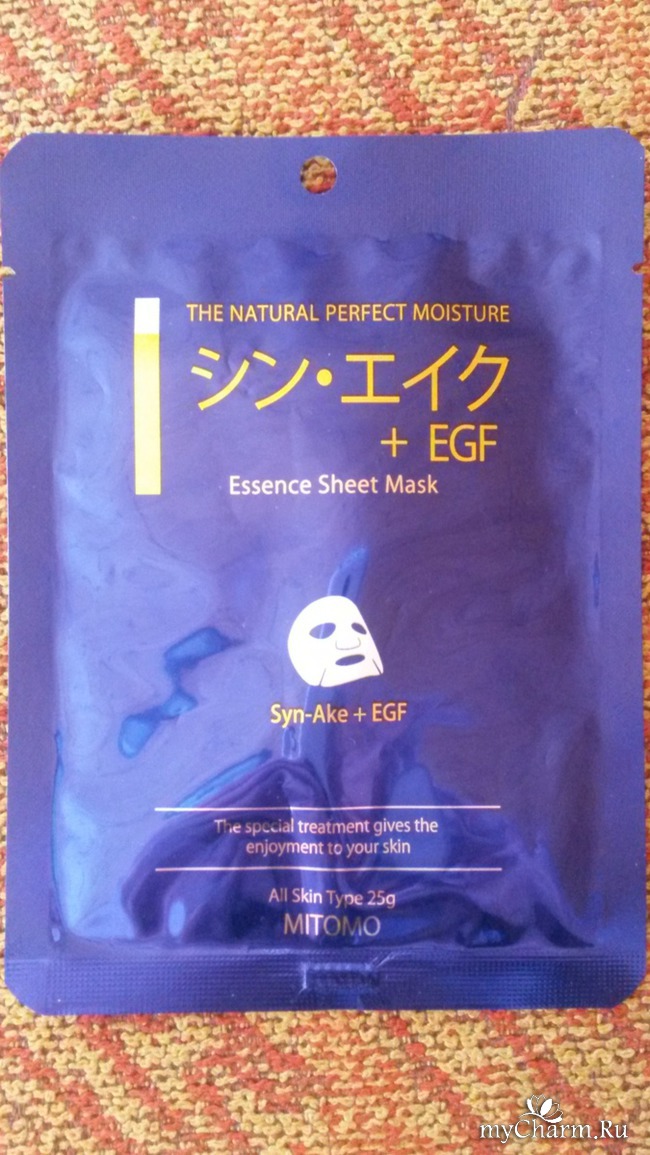 THE NATURAL PERFECT MOISTURE
シン・エイク
+ EGF
Essence Sheet Mask
Syn-Ake + EGF
The special treatment gives the
enjoyment to your skin
All Skin Type 25g
MITOMO
myCharm.Ru